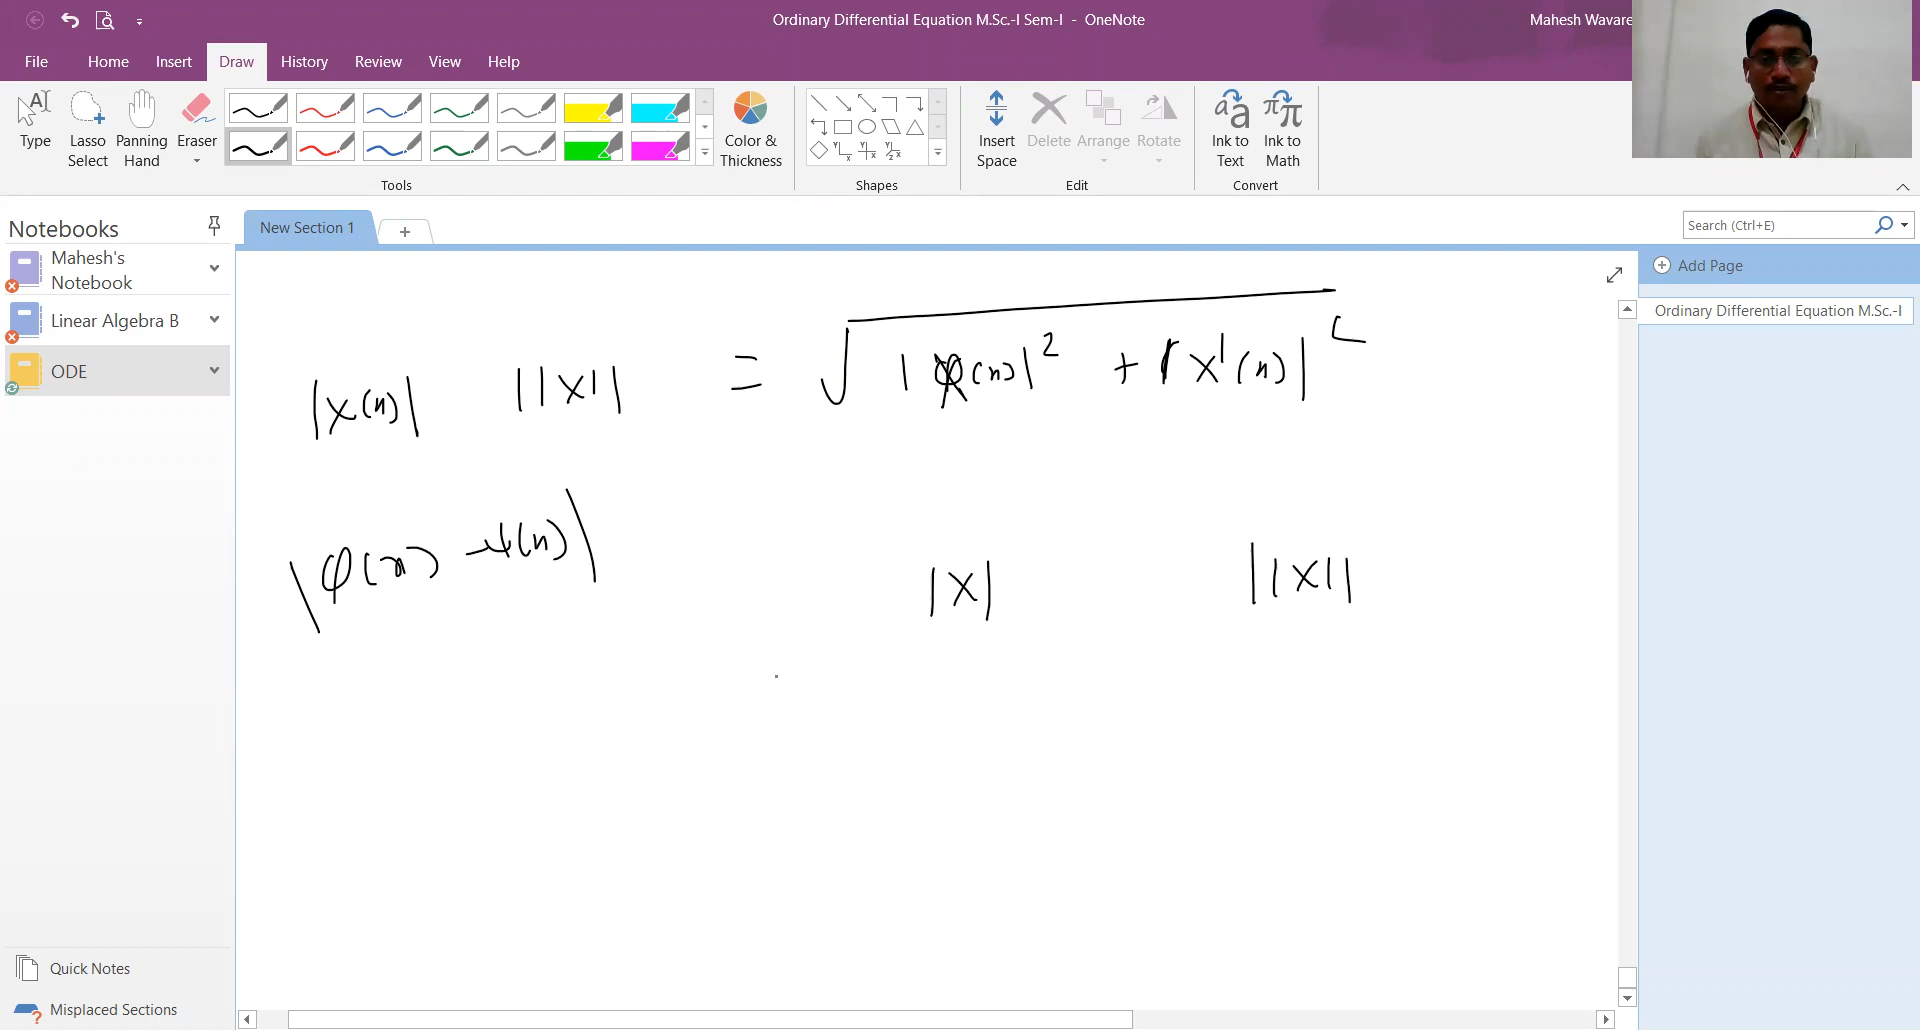 Ordinary Differential Equation M.Sc.-I Sem-I - OneNote
Mahesh Wavare
File Home Insert Draw History Review View Help
Type
Lasso Select
Panning Hand
Eraser
Color & Thickness
Insert Space
Delete
Arrange
Rotate
Ink to Text
Ink to Math
Tools
Shapes
Edit
Convert
Notebooks
New Section 1
+
Search (Ctrl+E)
Mahesh's Notebook
Linear Algebra B
ODE
Add Page
Ordinary Differential Equation M.Sc.-I
|x(n)| ||x|| = √ | (n)|² + |x'(n)|²
|φ(n) - ψ(n)|
|x| ||x||
Quick Notes
Misplaced Sections